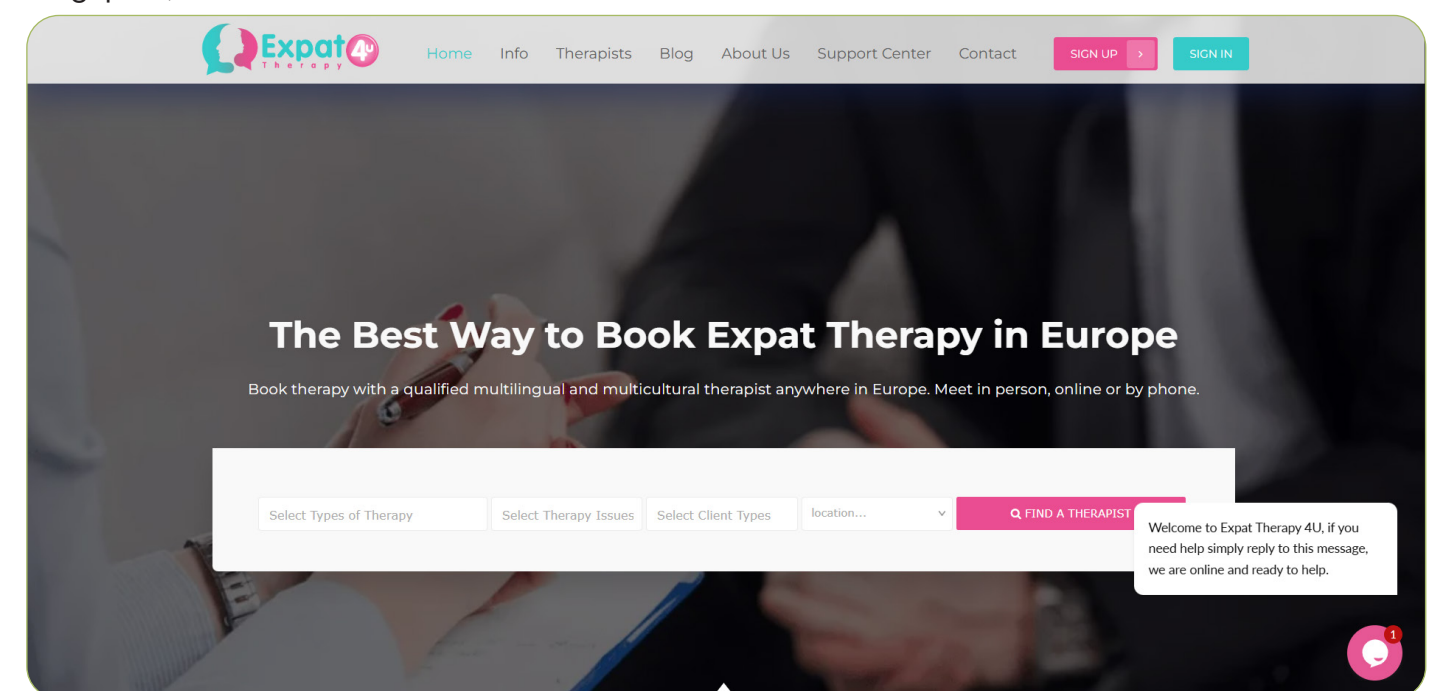 Expat 4U
Therapy
Home Info Therapists Blog About Us Support Center Contact SIGN UP > SIGN IN
The Best Way to Book Expat Therapy in Europe
Book therapy with a qualified multilingual and multicultural therapist anywhere in Europe. Meet in person, online or by phone.
Select Types of Therapy Select Therapy Issues Select Client Types location... FIND A THERAPIST
Welcome to Expat Therapy 4U, if you
need help simply reply to this message,
we are online and ready to help.
1